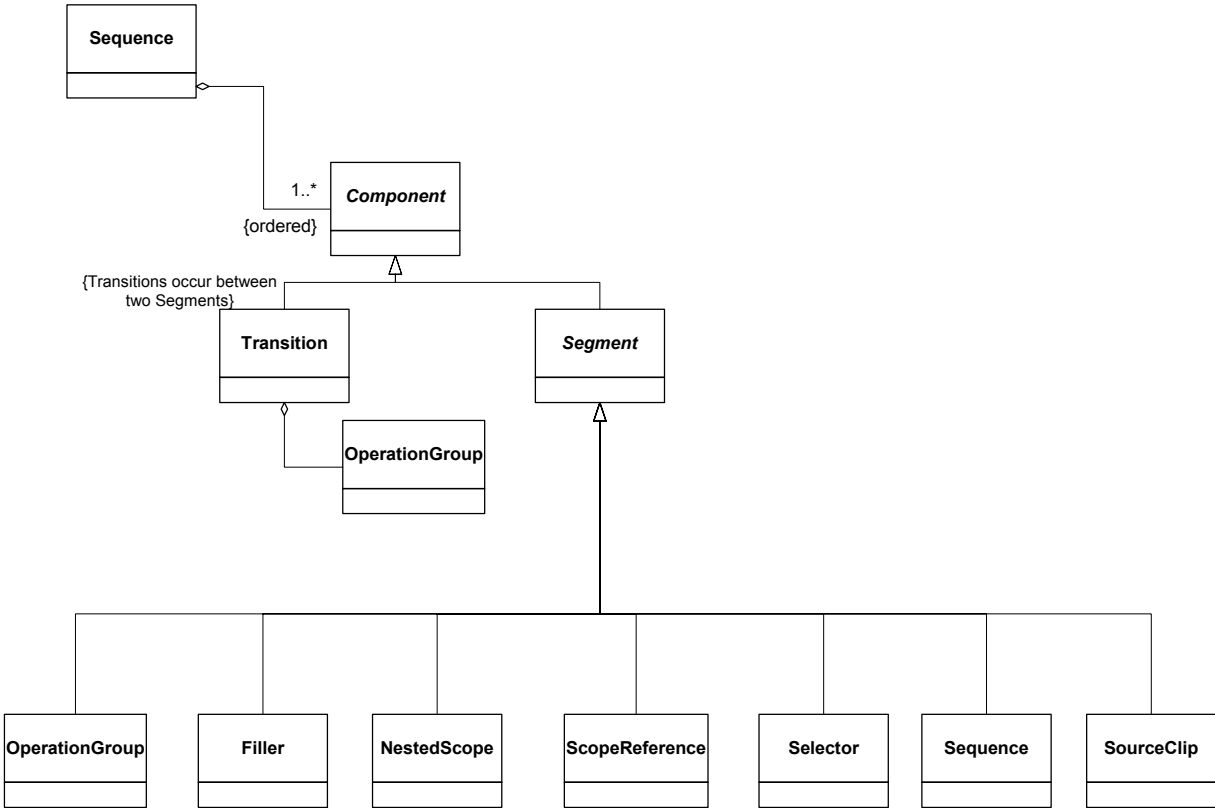 Sequence
1..*
Component
{ordered}
{Transitions occur between
two Segments}
Transition
Segment
OperationGroup
OperationGroup
Filler
NestedScope
ScopeReference
Selector
Sequence
SourceClip